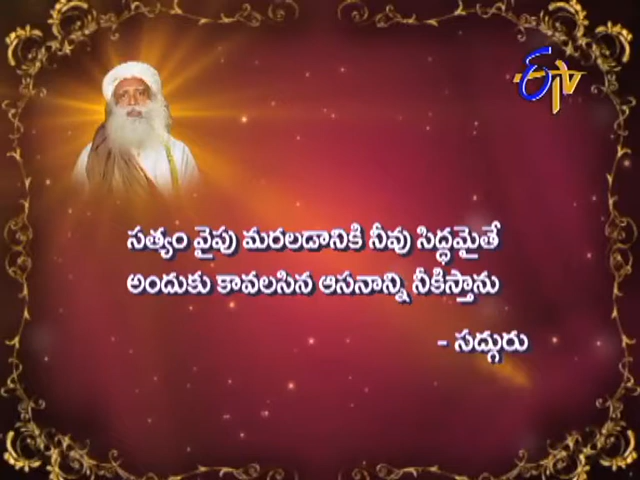 ETV
సత్యం వైపు మరలడానికి నీవు సిద్ధమైతే
అందుకు కావలసిన ఆసనాన్ని నీకిస్తాను
- సద్గురు